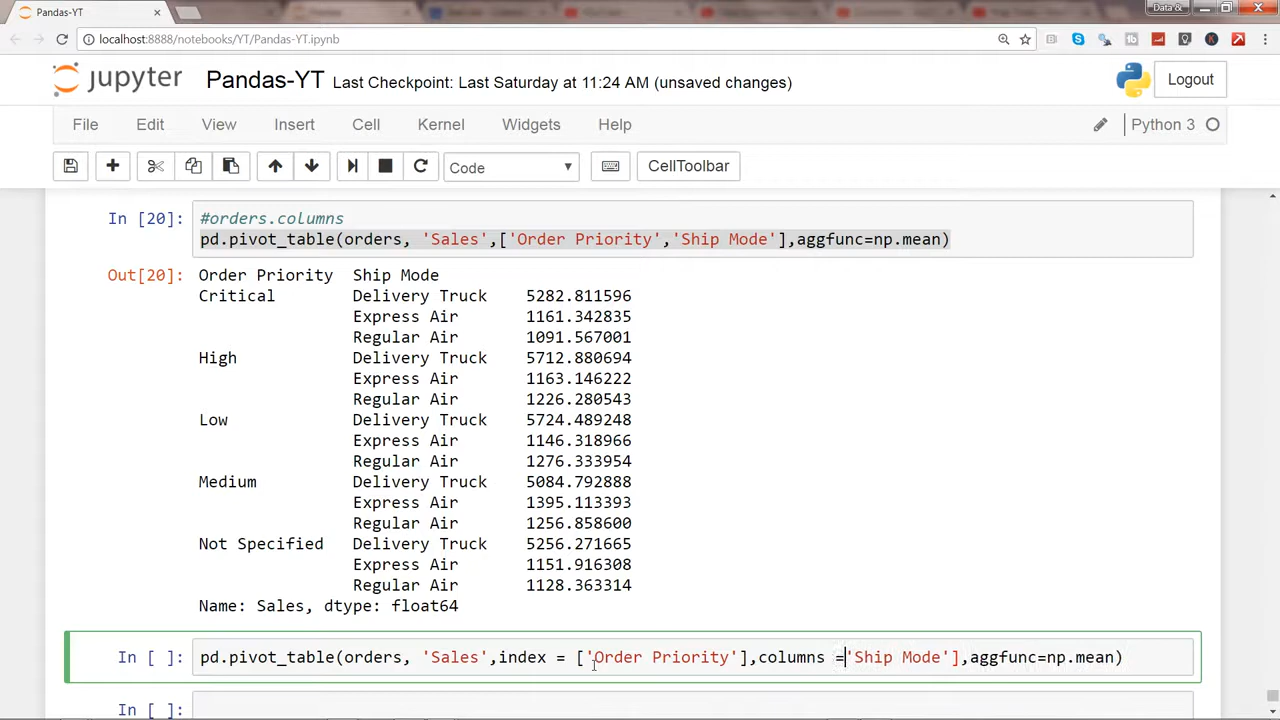 Pandas-YT
Data &
localhost:8888/notebooks/YT/Pandas-YT.ipynb
jupyter Pandas-YT Last Checkpoint: Last Saturday at 11:24 AM (unsaved changes) Logout
File Edit View Insert Cell Kernel Widgets Help Python 3
Code CellToolbar
In [20]: #orders.columns
pd.pivot_table(orders, 'Sales',['Order Priority','Ship Mode'],aggfunc=np.mean)
Out[20]: Order Priority Ship Mode
Critical Delivery Truck 5282.811596
Express Air 1161.342835
Regular Air 1091.567001
High Delivery Truck 5712.880694
Express Air 1163.146222
Regular Air 1226.280543
Low Delivery Truck 5724.489248
Express Air 1146.318966
Regular Air 1276.333954
Medium Delivery Truck 5084.792888
Express Air 1395.113393
Regular Air 1256.858600
Not Specified Delivery Truck 5256.271665
Express Air 1151.916308
Regular Air 1128.363314
Name: Sales, dtype: float64
In [ ]: pd.pivot_table(orders, 'Sales',index = ['Order Priority'],columns ='Ship Mode'],aggfunc=np.mean)
In [ ]: